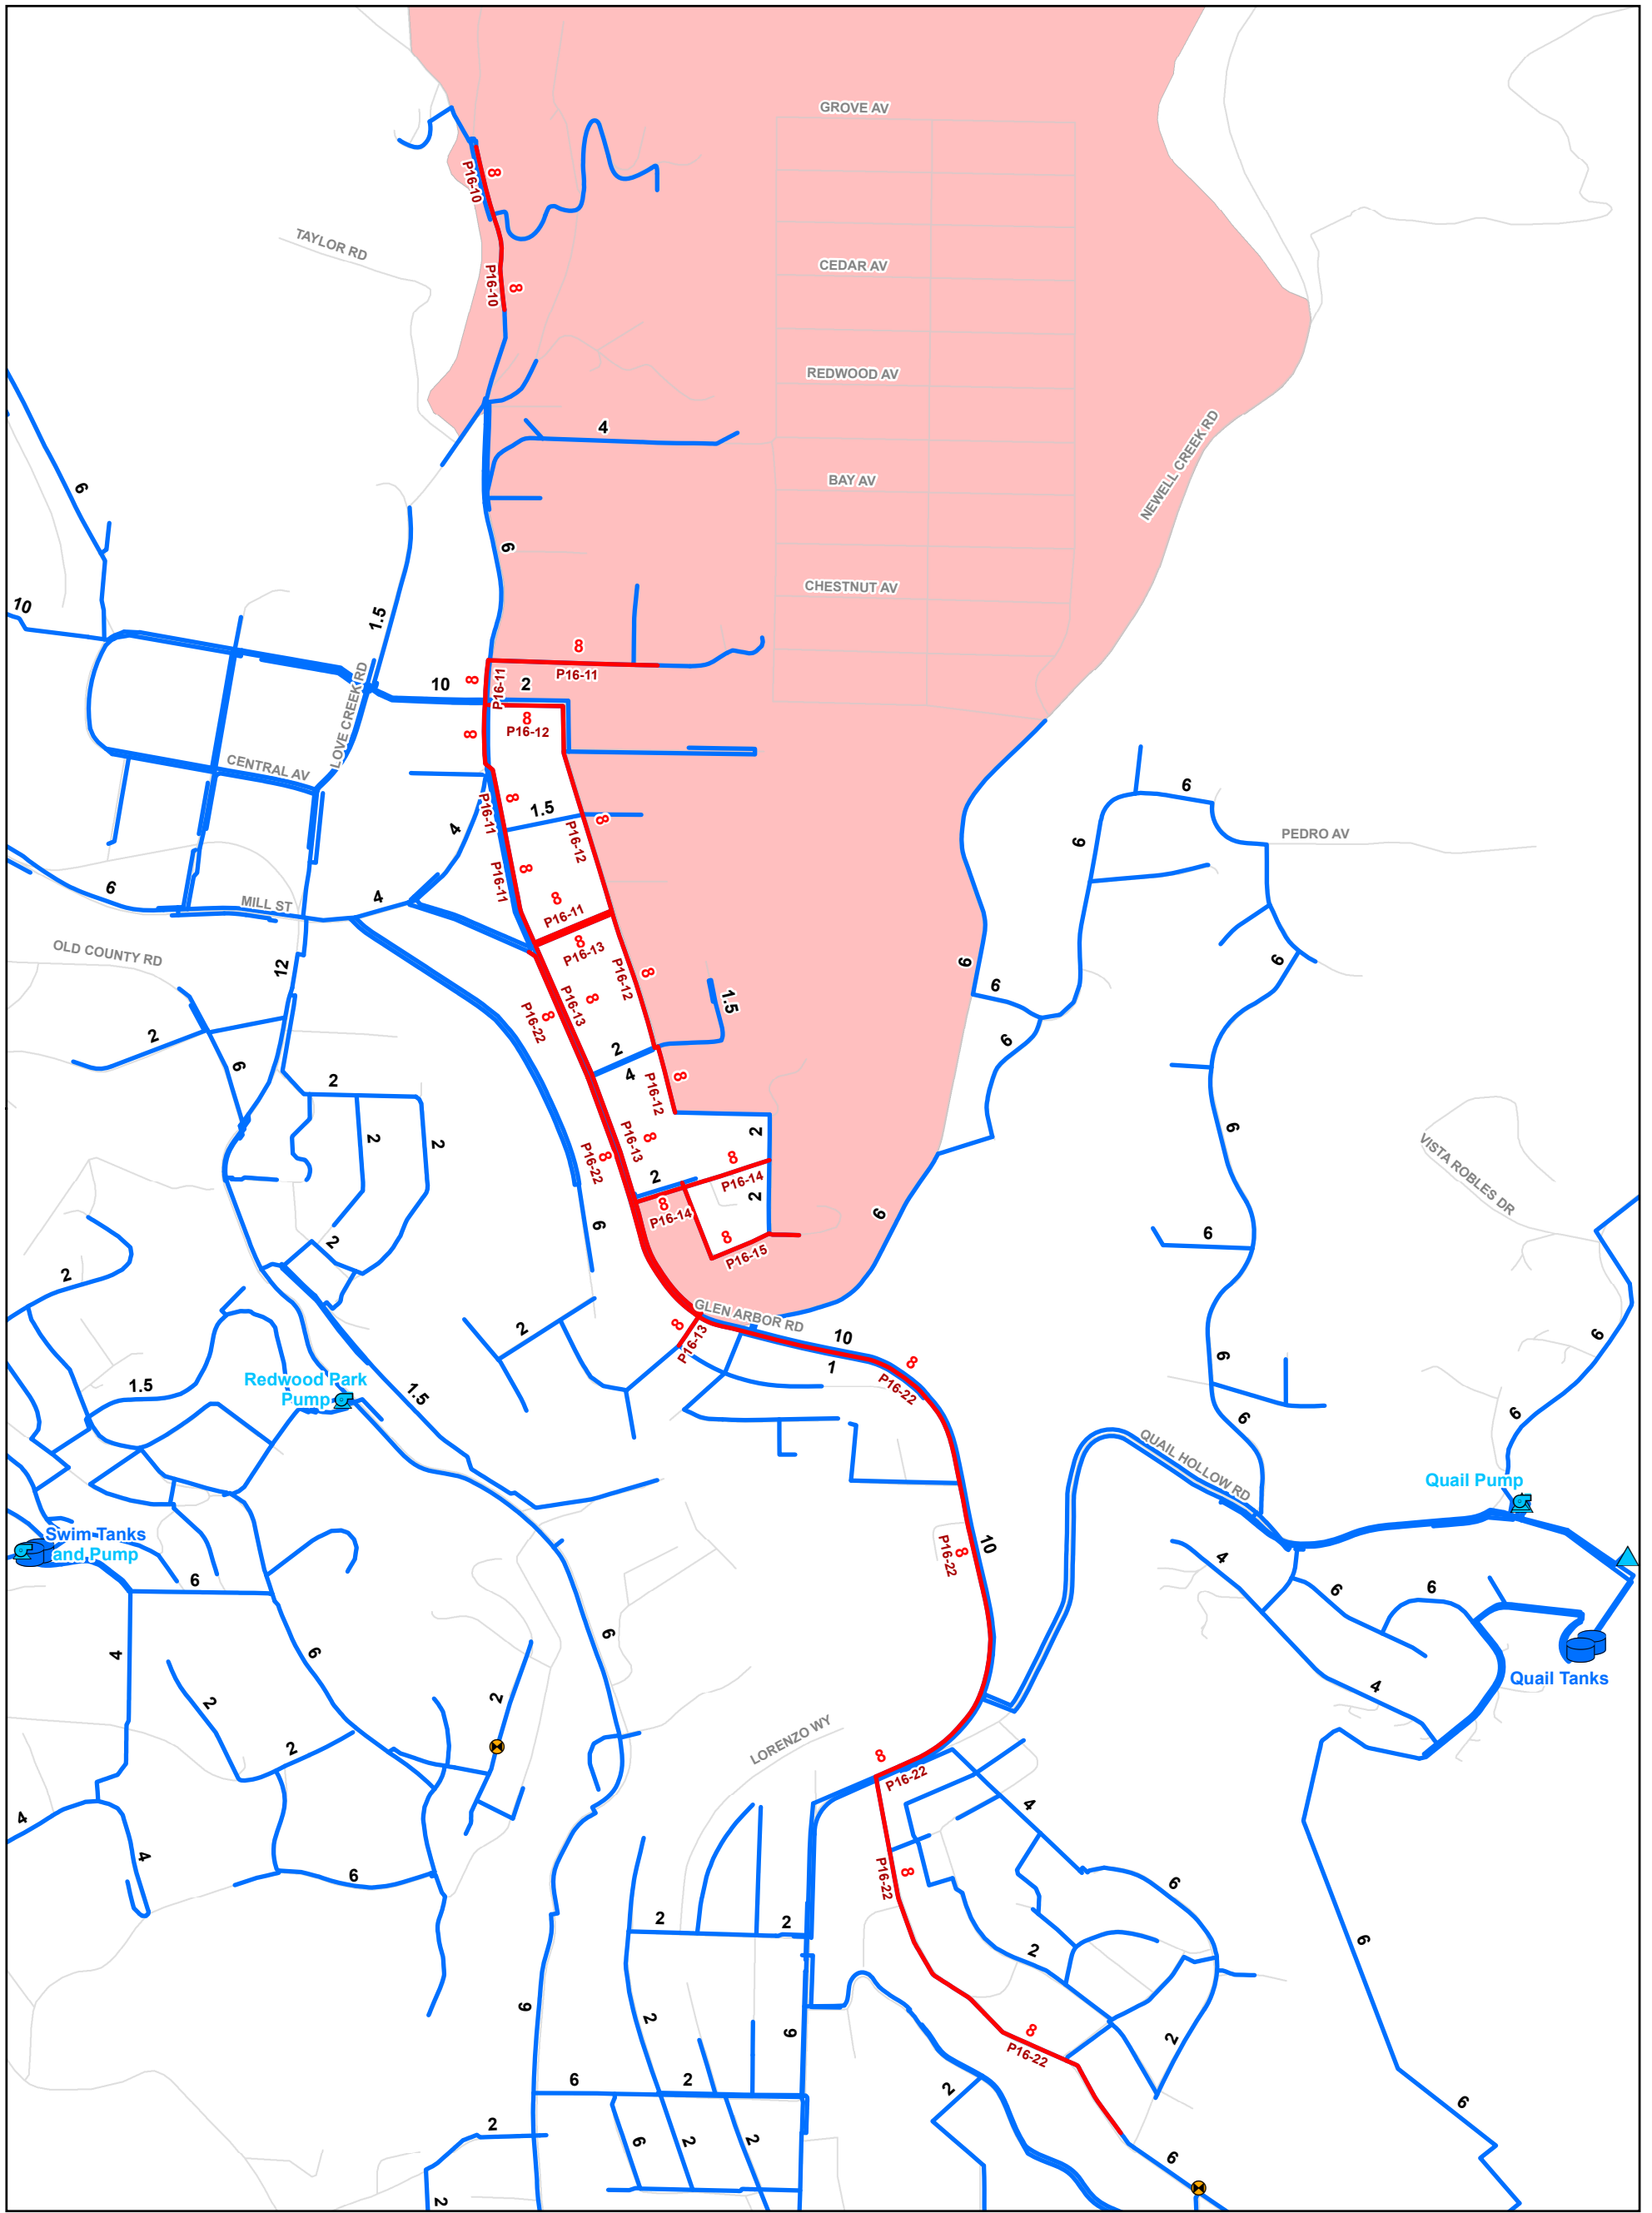 GROVE AV
8
P16-10
TAYLOR RD
CEDAR AV
P16-10
8
REDWOOD AV
4
NEWELL CREEK RD
BAY AV
6
6
CHESTNUT AV
10
1.5
8
P16-11
LOVE CREEK RD
10
8
P16-11
2
8
P16-12
8
CENTRAL AV
6
P16-11
8
1.5
8
P16-12
4
6
PEDRO AV
P16-11
8
6
MILL ST
4
8
P16-11
8
P16-13
OLD COUNTY RD
12
P16-12
8
6
6
6
P16-22
8
P16-13
8
1.5
2
6
2
4
6
2
P16-12
8
2
2
P16-22
8
P16-13
8
2
6
VISTA ROBLES DR
8
P16-14
2
2
8
P16-14
6
6
6
2
8
P16-15
2
GLEN ARBOR RD
2
8
P16-13
10
1
8
P16-22
6
6
Redwood Park
Pump
1.5
1.5
6
6
QUAIL HOLLOW RD
Quail Pump
Swim Tanks
and Pump
P16-22
8
10
4
6
6
6
6
4
6
Quail Tanks
4
2
2
2
LORENZO WY
8
P16-22
4
4
4
6
P16-22
8
6
2
2
2
6
6
2
6
8
P16-22
2
6
2
2
2
6
6
2
2
2
6